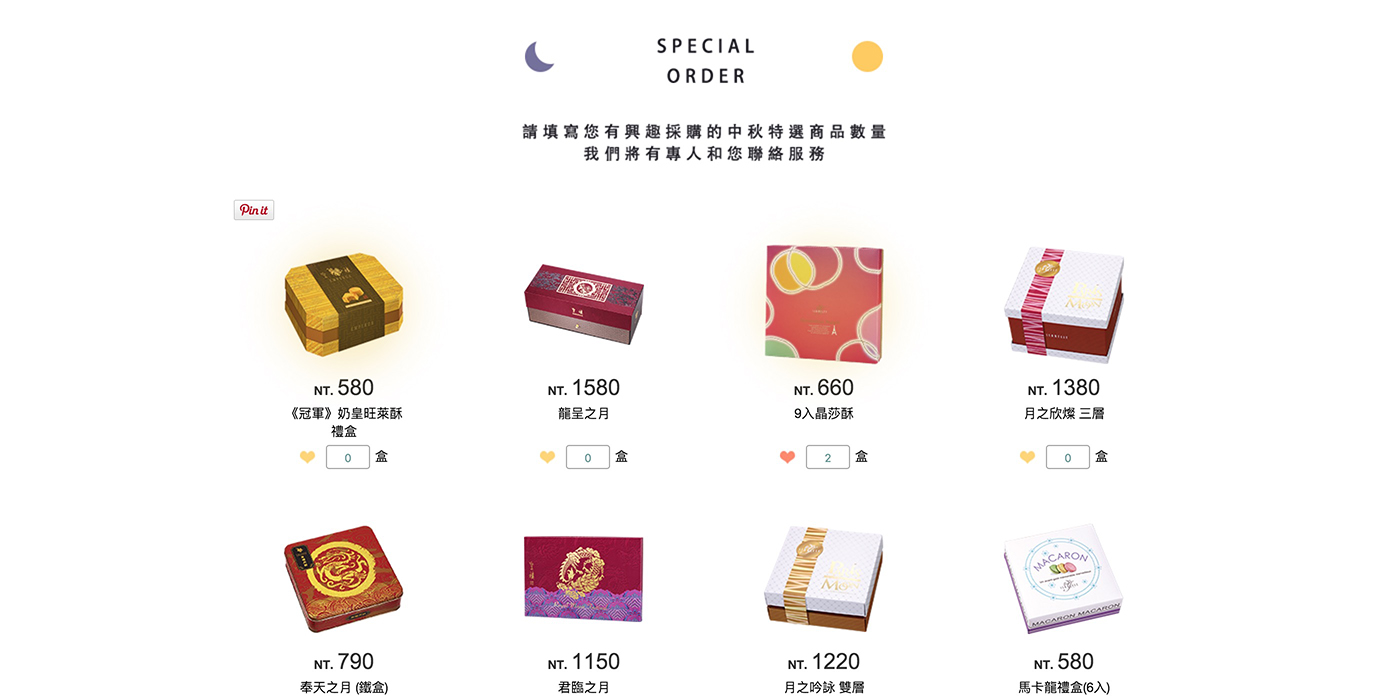 SPECIAL
ORDER
請填寫您有興趣採購的中秋特選商品數量
我們將有專人和您聯絡服務
Pin it
NT. 580
《冠軍》奶皇旺萊酥
禮盒
0 盒
NT. 1580
龍呈之月
0 盒
NT. 660
9入晶莎酥
2 盒
NT. 1380
月之欣燦 三層
0 盒
MACARON
MACARON MACARON
NT. 790
奉天之月 (鐵盒)
NT. 1150
君臨之月
NT. 1220
月之吟詠 雙層
NT. 580
馬卡龍禮盒(6入)